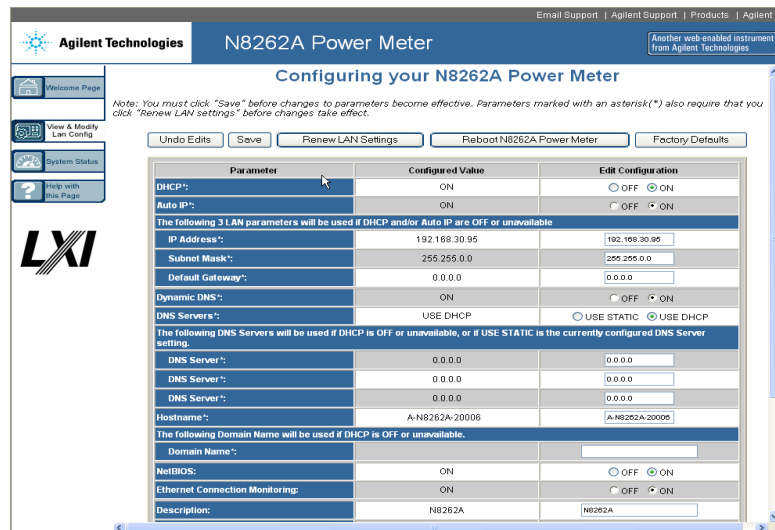 Email Support | Agilent Support | Products | Agilent
Agilent Technologies
N8262A Power Meter
Another web-enabled instrument
from Agilent Technologies
Welcome Page
View & Modify
Lan Config
System Status
Help with
this Page
LXI
Configuring your N8262A Power Meter
Note: You must click "Save" before changes to parameters become effective. Parameters marked with an asterisk(*) also require that you
click "Renew LAN settings" before changes take effect.
Undo Edits Save Renew LAN Settings Reboot N8262A Power Meter Factory Defaults
Parameter Configured Value Edit Configuration
DHCP*: ON OFF ON
Auto IP*: ON OFF ON
The following 3 LAN parameters will be used if DHCP and/or Auto IP are OFF or unavailable
IP Address*: 192.168.30.95 192.168.30.95
Subnet Mask*: 255.255.0.0 255.255.0.0
Default Gateway*: 0.0.0.0 0.0.0.0
Dynamic DNS*: ON OFF ON
DNS Servers*: USE DHCP USE STATIC USE DHCP
The following DNS Servers will be used if DHCP is OFF or unavailable, or if USE STATIC is the currently configured DNS Server
setting.
DNS Server*: 0.0.0.0 0.0.0.0
DNS Server*: 0.0.0.0 0.0.0.0
DNS Server*: 0.0.0.0 0.0.0.0
Hostname*: A-N8262A-20006 A-N8262A-20006
The following Domain Name will be used if DHCP is OFF or unavailable.
Domain Name*:
NetBIOS: ON OFF ON
Ethernet Connection Monitoring: ON OFF ON
Description: N8262A N8262A